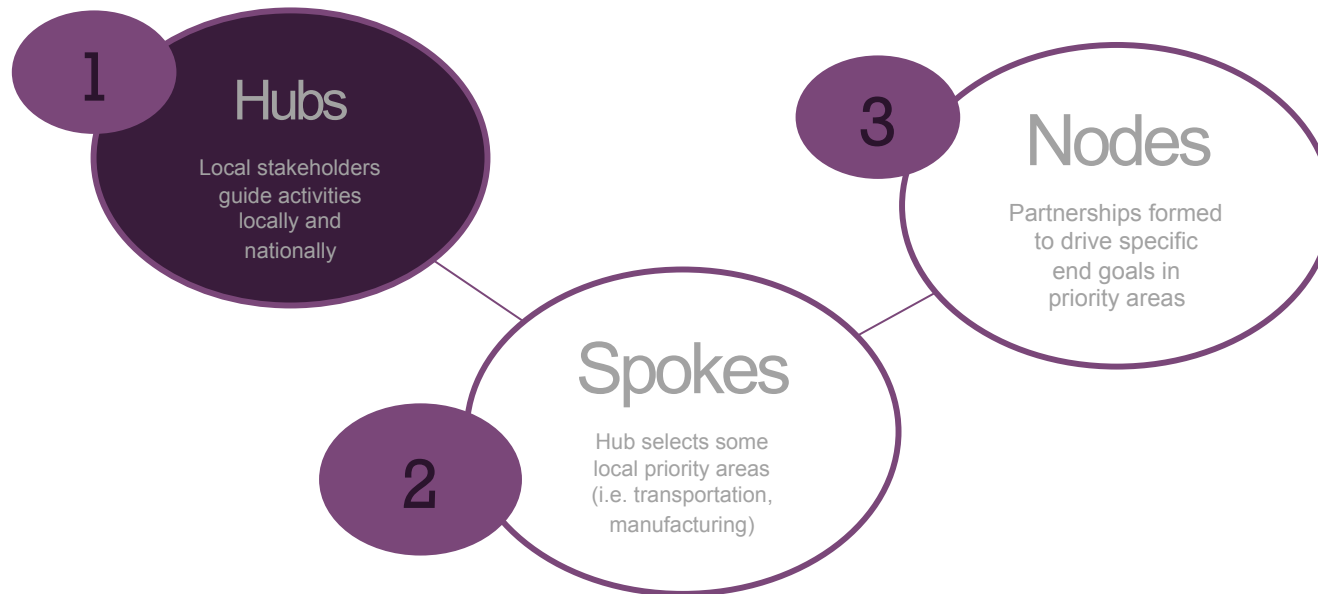 1
Hubs
Local stakeholders
guide activities
locally and
nationally
2
Spokes
Hub selects some
local priority areas
(i.e. transportation,
manufacturing)
3
Nodes
Partnerships formed
to drive specific
end goals in
priority areas